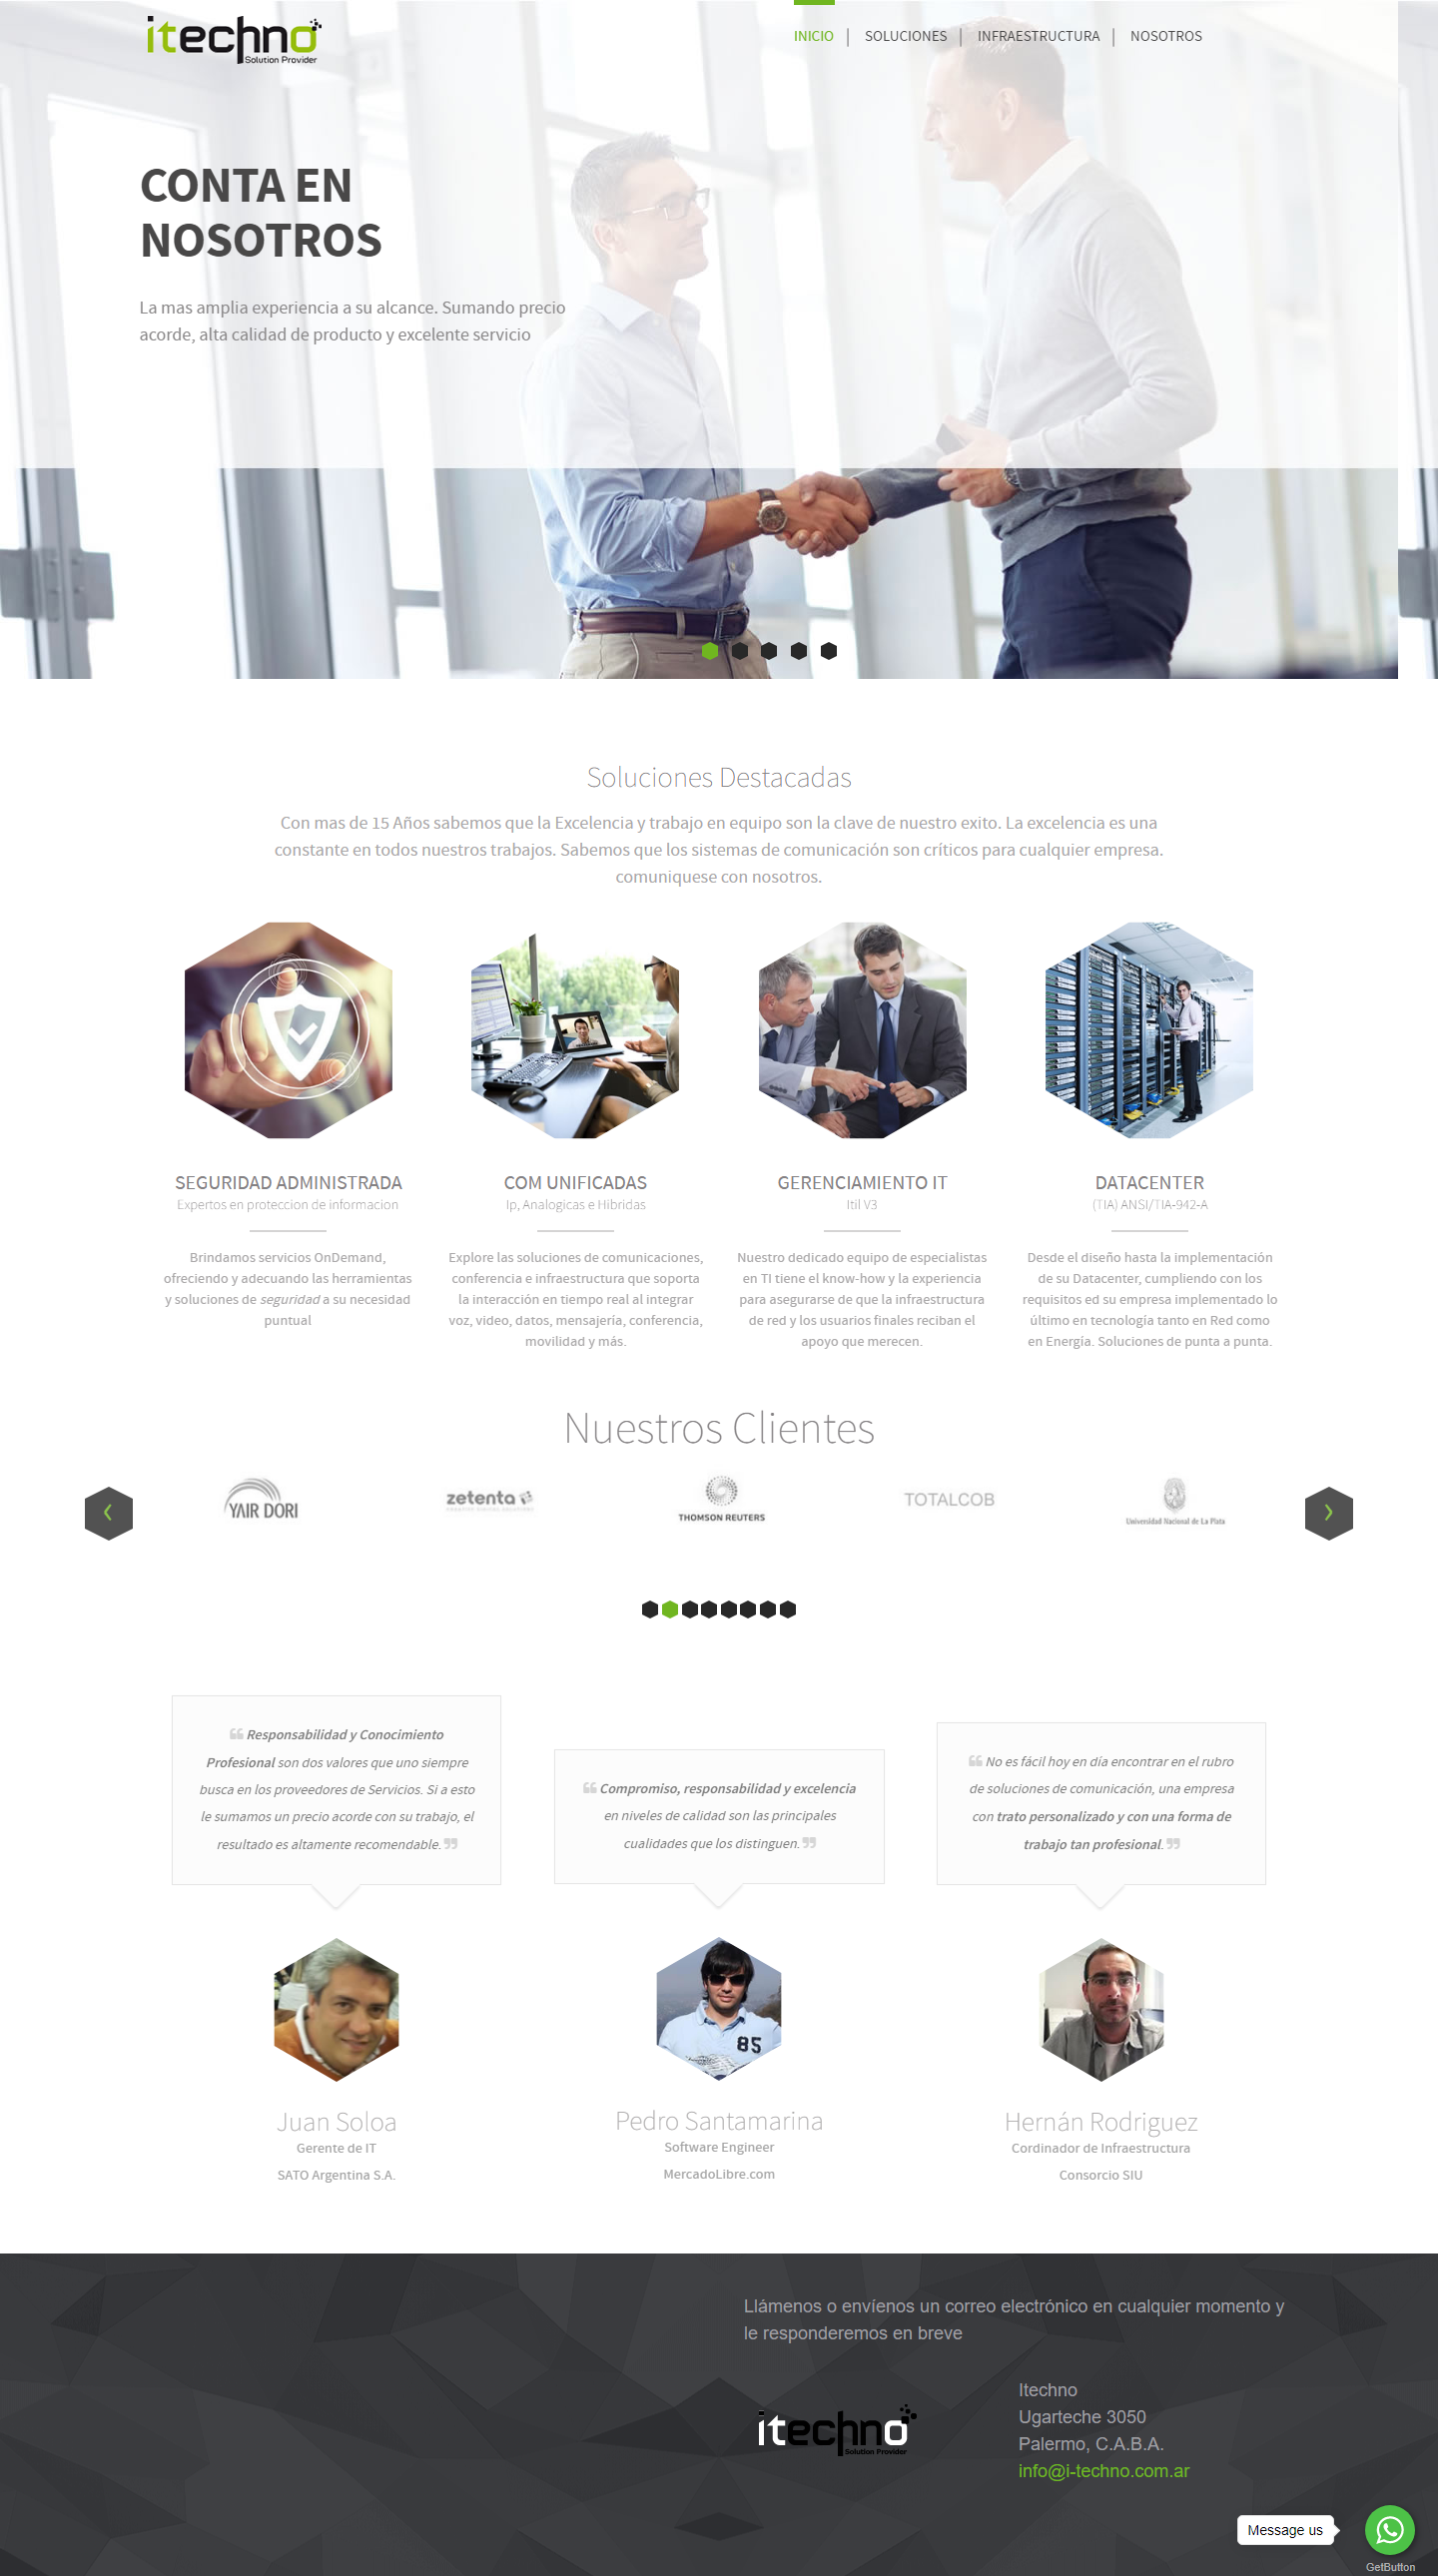 itechno
Solution Provider
INICIO | SOLUCIONES | INFRAESTRUCTURA | NOSOTROS
CONTA EN
NOSOTROS
La mas amplia experiencia a su alcance. Sumando precio
acorde, alta calidad de producto y excelente servicio
Soluciones Destacadas
Con mas de 15 Años sabemos que la Excelencia y trabajo en equipo son la clave de nuestro exito. La excelencia es una
constante en todos nuestros trabajos. Sabemos que los sistemas de comunicación son críticos para cualquier empresa.
comuniquese con nosotros.
SEGURIDAD ADMINISTRADA
Expertos en proteccion de informacion
Brindamos servicios OnDemand,
ofreciendo y adecuando las herramientas
y soluciones de seguridad a su necesidad
puntual
COM UNIFICADAS
Ip, Analogicas e Hibridas
Explore las soluciones de comunicaciones,
conferencia e infraestructura que soporta
la interacción en tiempo real al integrar
voz, video, datos, mensajería, conferencia,
movilidad y más.
GERENCIAMIENTO IT
Itil V3
Nuestro dedicado equipo de especialistas
en TI tiene el know-how y la experiencia
para asegurarse de que la infraestructura
de red y los usuarios finales reciban el
apoyo que merecen.
DATACENTER
(TIA) ANSI/TIA-942-A
Desde el diseño hasta la implementación
de su Datacenter, cumpliendo con los
requisitos ed su empresa implementado lo
último en tecnología tanto en Red como
en Energía. Soluciones de punta a punta.
Nuestros Clientes
YAIR DORI
zetenta
THOMSON REUTERS
TOTALCOB
Universidad Nacional de La Plata
❝ Responsabilidad y Conocimiento
Profesional son dos valores que uno siempre
busca en los proveedores de Servicios. Si a esto
le sumamos un precio acorde con su trabajo, el
resultado es altamente recomendable. ❞
❝ Compromiso, responsabilidad y excelencia
en niveles de calidad son las principales
cualidades que los distinguen. ❞
❝ No es fácil hoy en día encontrar en el rubro
de soluciones de comunicación, una empresa
con trato personalizado y con una forma de
trabajo tan profesional. ❞
85
Juan Soloa
Gerente de IT
SATO Argentina S.A.
Pedro Santamarina
Software Engineer
MercadoLibre.com
Hernán Rodriguez
Cordinador de Infraestructura
Consorcio SIU
Llámenos o envíenos un correo electrónico en cualquier momento y
le responderemos en breve
itechno
Solution Provider
Itechno
Ugarteche 3050
Palermo, C.A.B.A.
info@i-techno.com.ar
Message us
GetButton